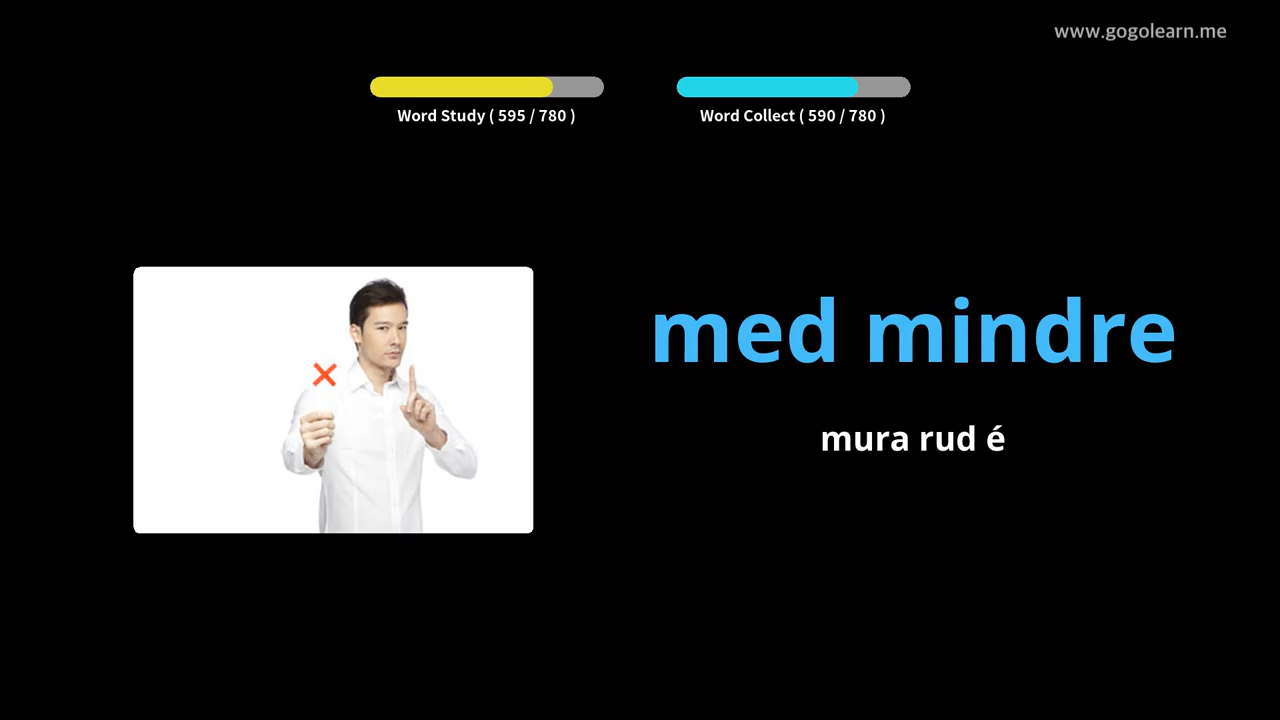 www.gogolearn.me
Word Study ( 595 / 780 )
Word Collect ( 590 / 780 )
med mindre
mura rud é